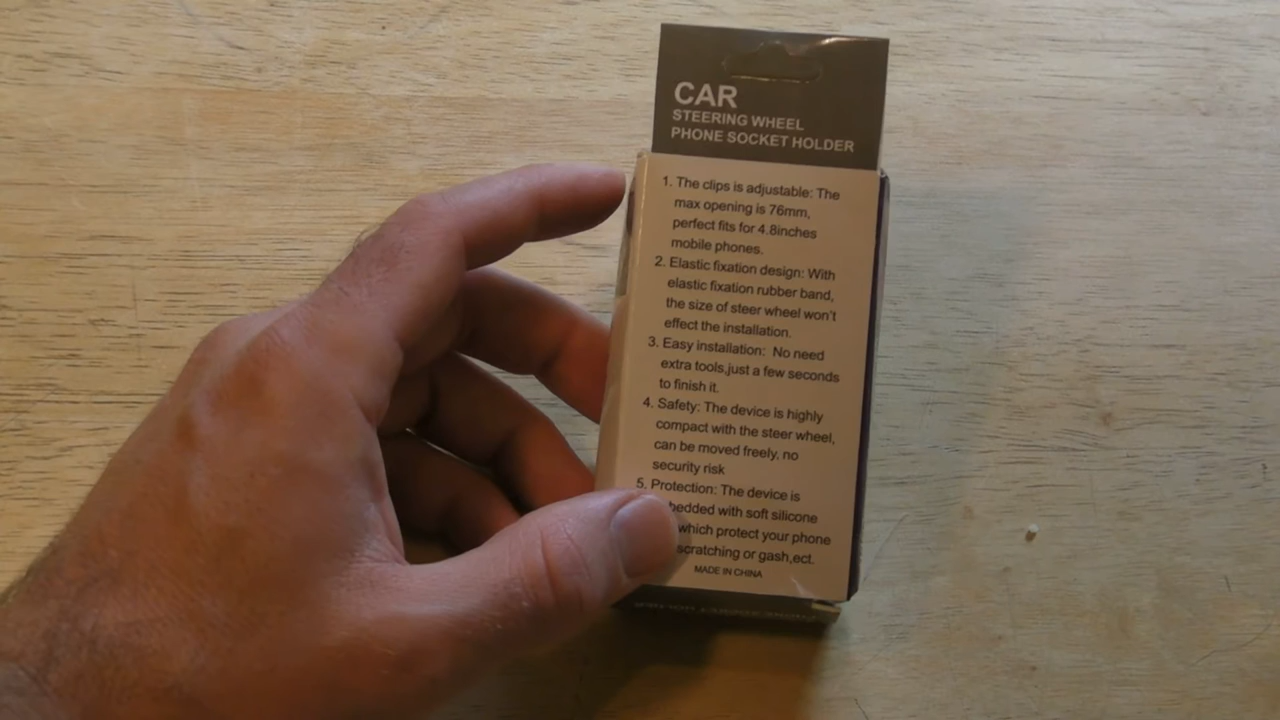 CAR
STEERING WHEEL
PHONE SOCKET HOLDER
1. The clips is adjustable: The
max opening is 76mm,
perfect fits for 4.8inches
mobile phones.
2. Elastic fixation design: With
elastic fixation rubber band,
the size of steer wheel won't
effect the installation.
3. Easy installation: No need
extra tools,just a few seconds
to finish it.
4. Safety: The device is highly
compact with the steer wheel,
can be moved freely, no
security risk
5. Protection: The device is
with soft silicone
which protect your phone
scratching or gash,ect.
MADE IN CHINA